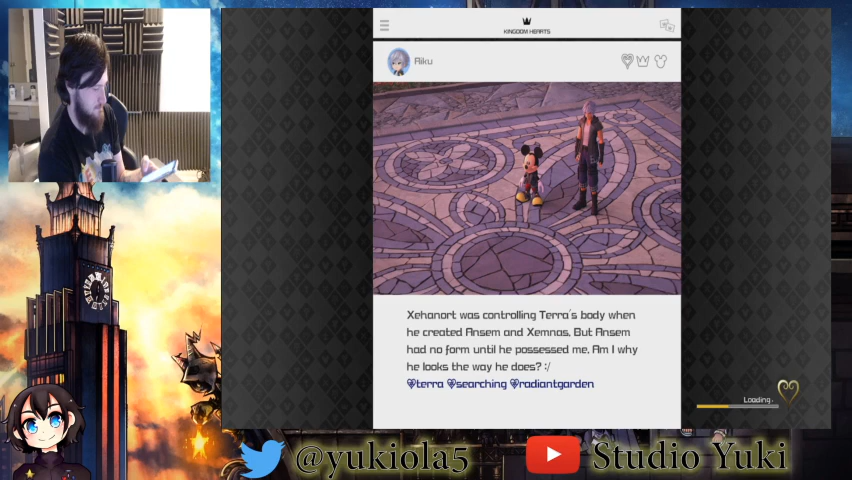 KINGDOM HEARTS
Riku
Xehanort was controlling Terra's body when
he created Ansem and Xemnas. But Ansem
had no form until he possessed me. Am I why
he looks the way he does? :/
terra searching radiantgarden
Loading.
@yukiola5
Studio Yuki